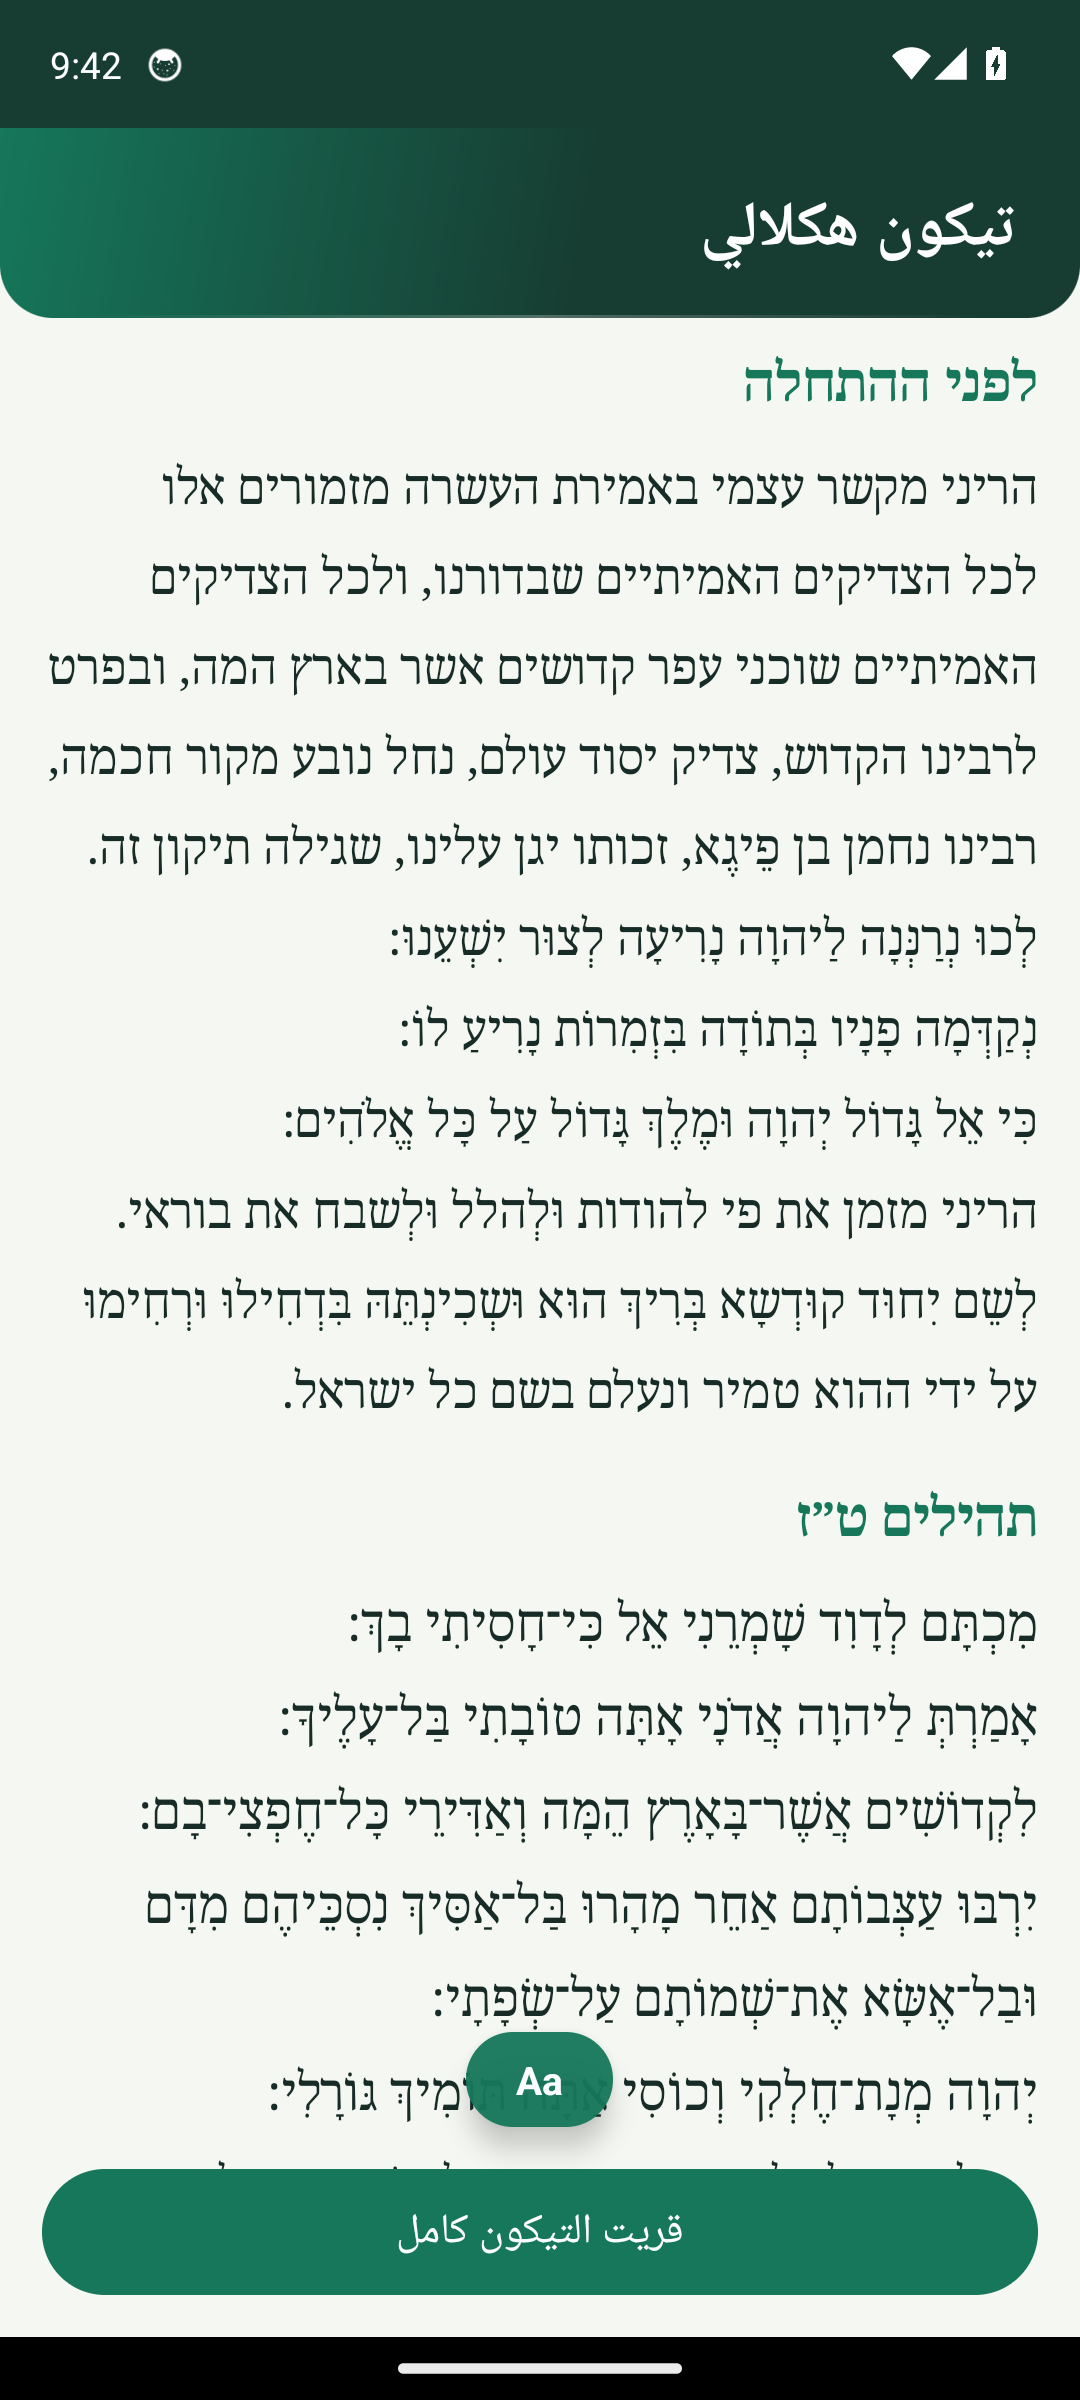 9:42
تيكون هكلالي
לפני ההתחלה
הריני מקשר עצמי באמירת העשרה מזמורים אלו
לכל הצדיקים האמיתיים שבדורנו, ולכל הצדיקים
האמיתיים שוכני עפר קדושים אשר בארץ המה, ובפרט
לרבינו הקדוש, צדיק יסוד עולם, נחל נובע מקור חכמה,
רבינו נחמן בן פֵיגֶא, זכותו יגן עלינו, שגילה תיקון זה.
לְכוּ נְרַנְּנָה לַיהוָה נָרִיעָה לְצוּר יִשְׁעֵנוּ:
נְקַדְּמָה פָנָיו בְּתוֹדָה בִּזְמִרוֹת נָרִיעַ לוֹ:
כִּי אֵל גָּדוֹל יְהוָה וּמֶלֶךְ גָּדוֹל עַל כָּל אֱלֹהִים:
הריני מזמן את פי להודות וּלְהלל וּלְשבח את בוראי.
לְשֵׁם יִחוּד קוּדְשָׁא בְּרִיךְ הוּא וּשְׁכִינְתֵּהּ בִּדְחִילוּ וּרְחִימוּ
על ידי ההוא טמיר ונעלם בשם כל ישראל.
תהילים ט”ז
מִכְתָּם לְדָוִד שָׁמְרֵנִי אֵל כִּי־חָסִיתִי בָךְ:
אָמַרְתְּ לַיהוָה אֲדֹנָי אָתָּה טוֹבָתִי בַּל־עָלֶיךָ:
לִקְדוֹשִׁים אֲשֶׁר־בָּאָרֶץ הֵמָּה וְאַדִּירֵי כָּל־חֶפְצִי־בָם:
יִרְבּוּ עַצְּבוֹתָם אַחֵר מָהָרוּ בַּל־אַסִּיךְ נִסְכֵּיהֶם מִדָּם
וּבַל־אֶשָּׂא אֶת־שְׁמוֹתָם עַל־שְׂפָתָי:
יְהוָה מְנָת־חֶלְקִי וְכוֹסִי אַתָּה תּוֹמִיךְ גּוֹרָלִי:
Aa
قريت التيكون كامل